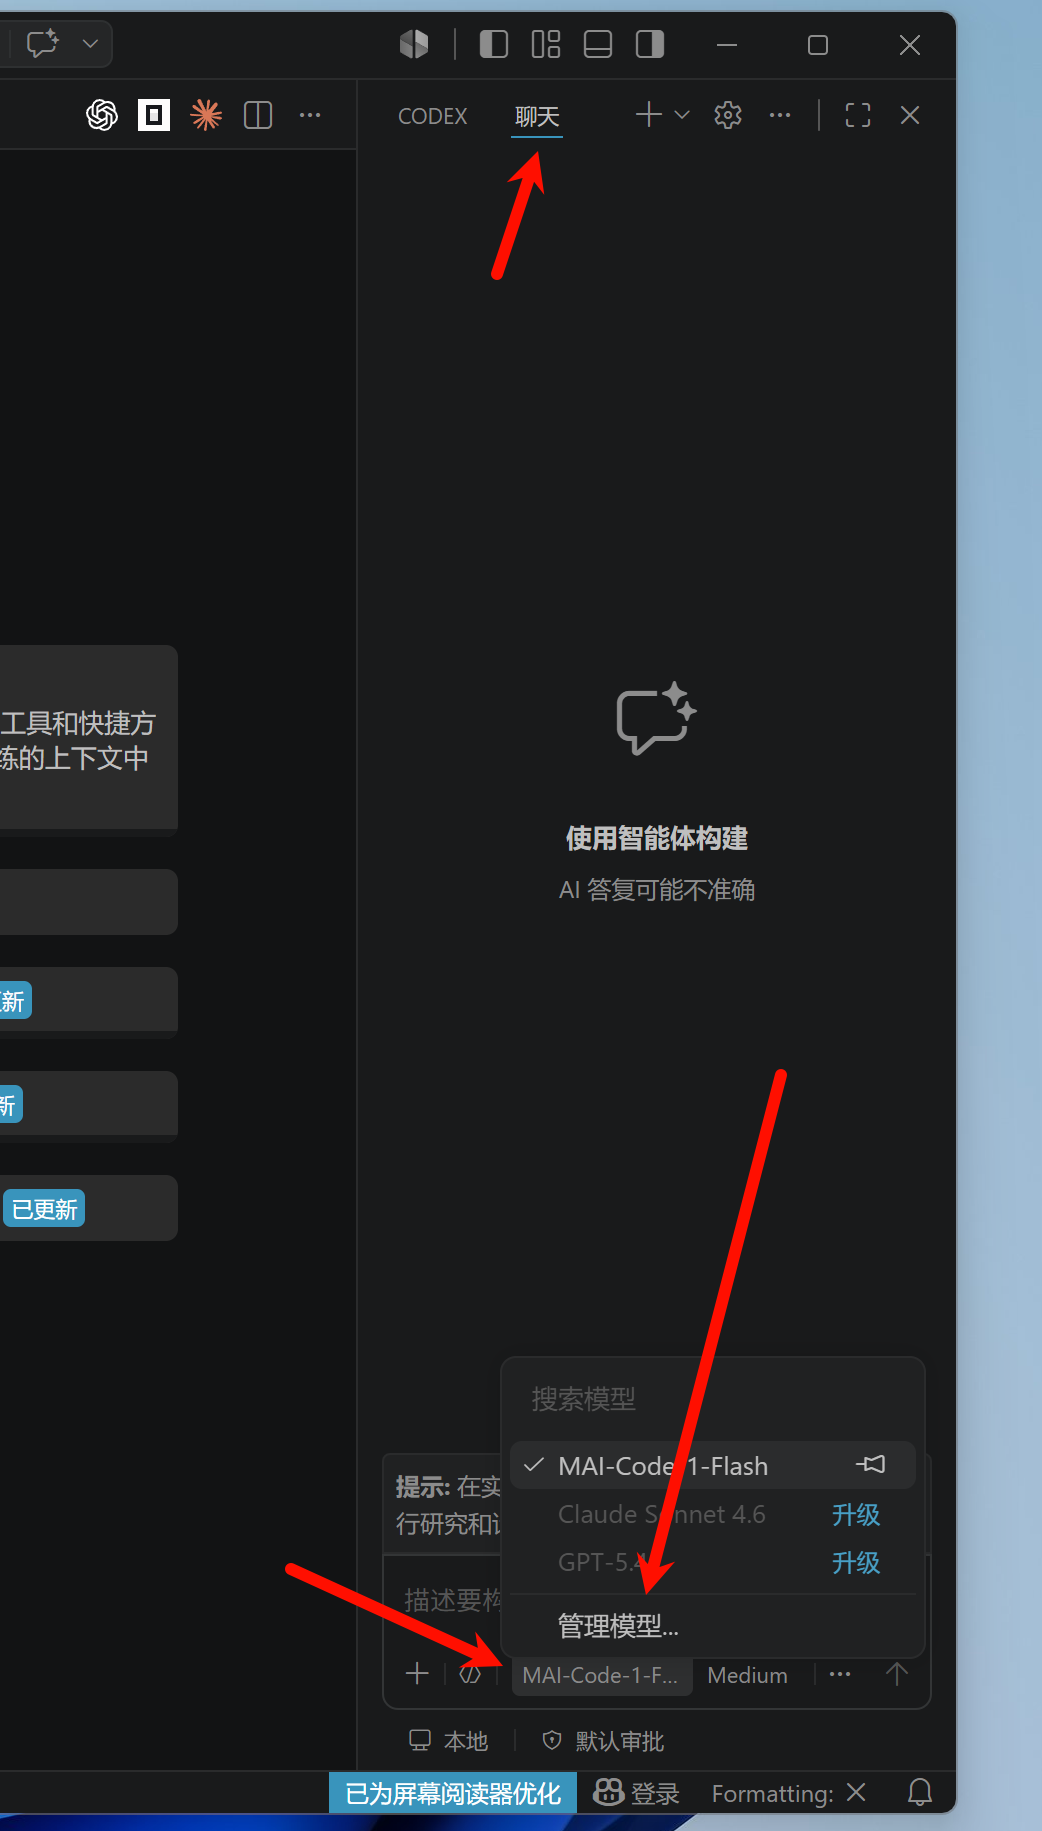 CODEX
聊天
工具和快捷方
练的上下文中
新
新
已更新
使用智能体构建
AI 答复可能不准确
搜索模型
MAI-Code-1-Flash
Claude Sonnet 4.6 升级
GPT-5.4 升级
管理模型...
提示: 在实
行研究和
描述要构
MAI-Code-1-F... Medium
本地 默认审批
已为屏幕阅读器优化 登录 Formatting: